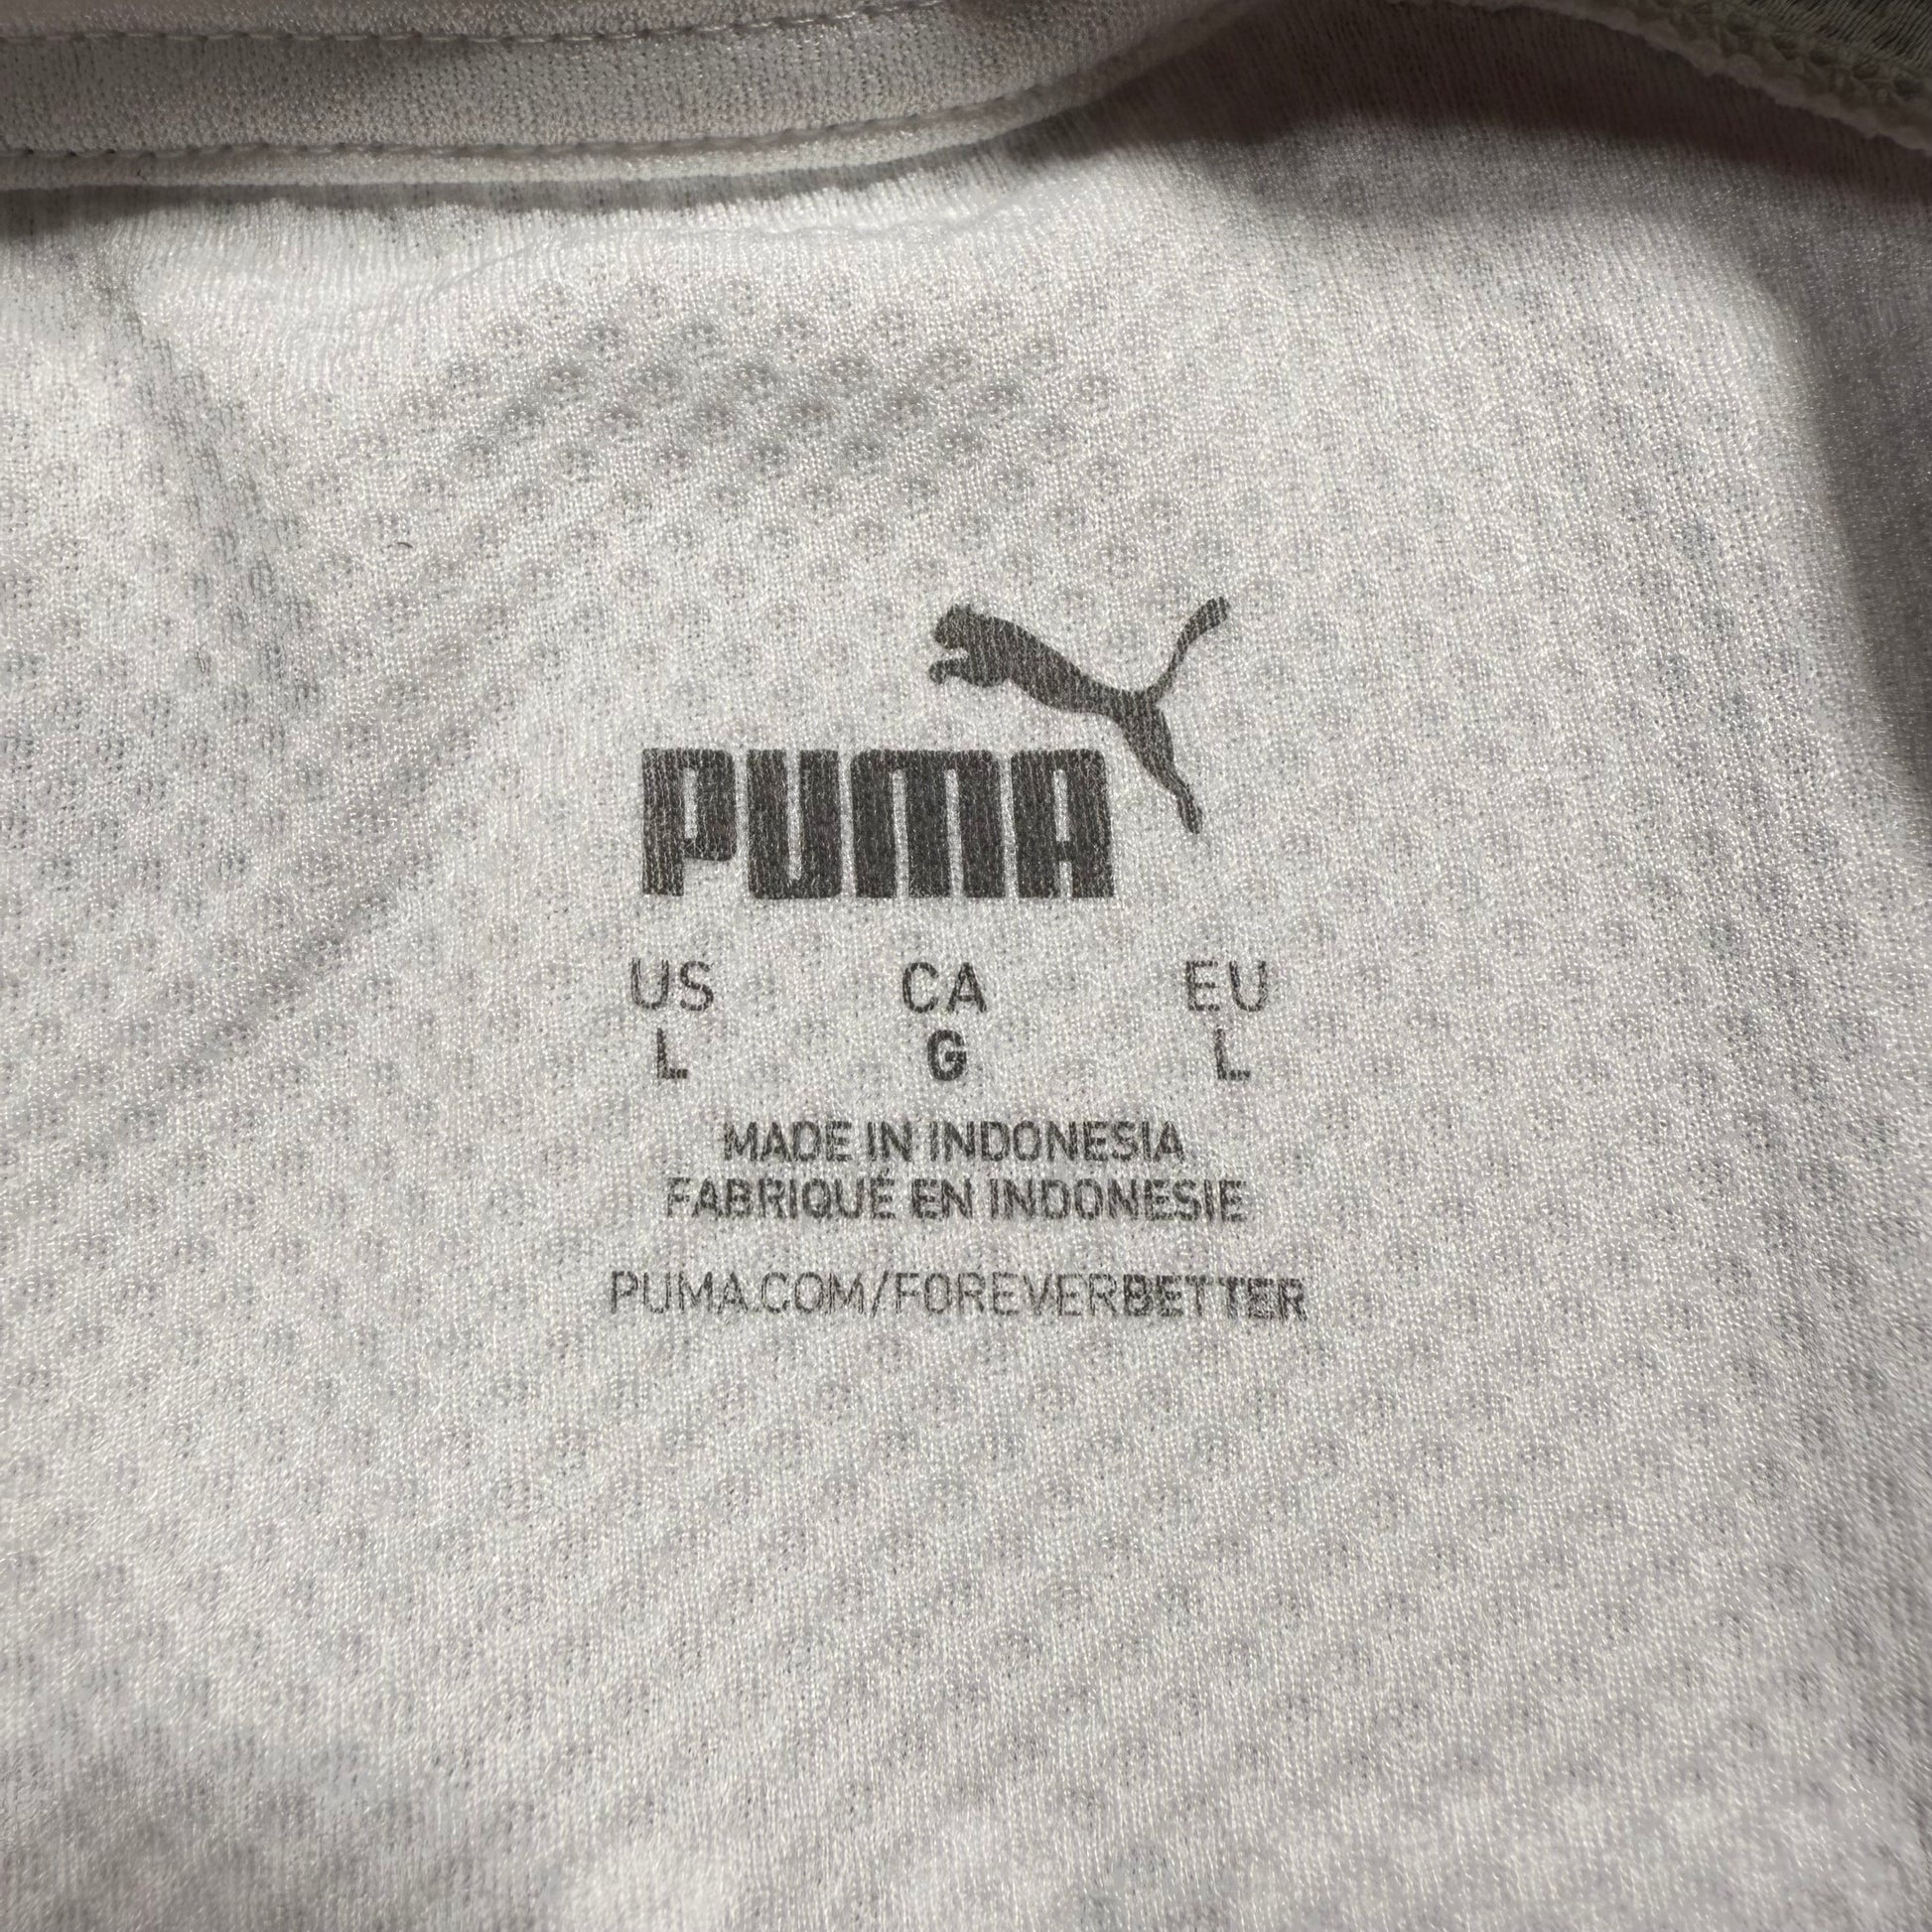 PUMA
US CA EU
L G L
MADE IN INDONESIA
FABRIQUÉ EN INDONESIE
PUMA.COM/FOREVERBETTER